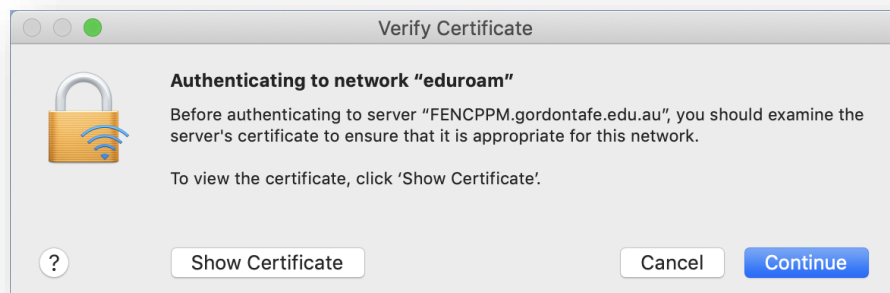 Verify Certificate
Authenticating to network “eduroam”
Before authenticating to server “FENCPPM.gordontafe.edu.au”, you should examine the
server's certificate to ensure that it is appropriate for this network.
To view the certificate, click ‘Show Certificate’.
? Show Certificate Cancel Continue